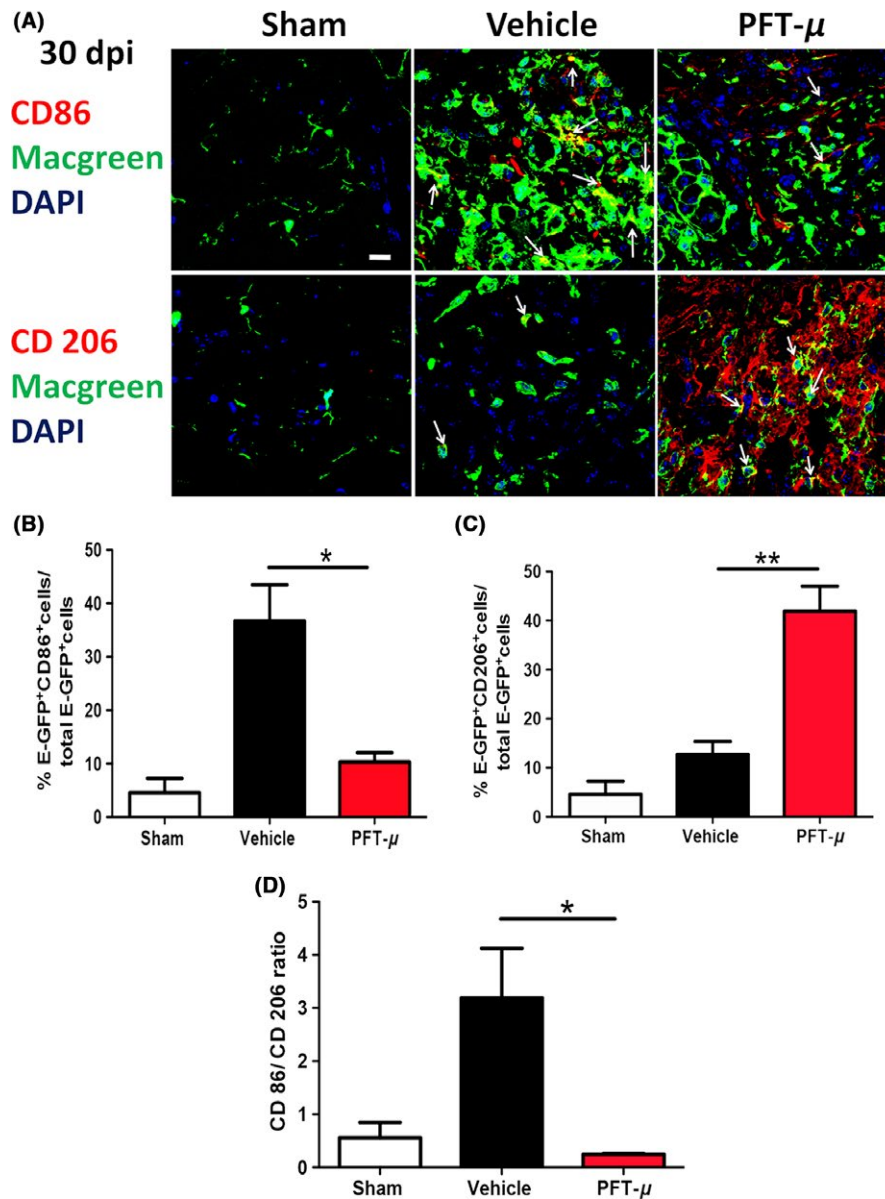 (A)
Sham Vehicle PFT-μ
30 dpi
CD86
Macgreen
DAPI
CD 206
Macgreen
DAPI
(B)
% E-GFP⁺CD86⁺cells/
total E-GFP⁺cells
50
40
30
20
10
0
*
Sham Vehicle PFT-μ
(C)
% E-GFP⁺CD206⁺cells/
total E-GFP⁺cells
50
40
30
20
10
0
**
Sham Vehicle PFT-μ
(D)
CD 86/ CD 206 ratio
5
4
3
2
1
0
*
Sham Vehicle PFT-μ